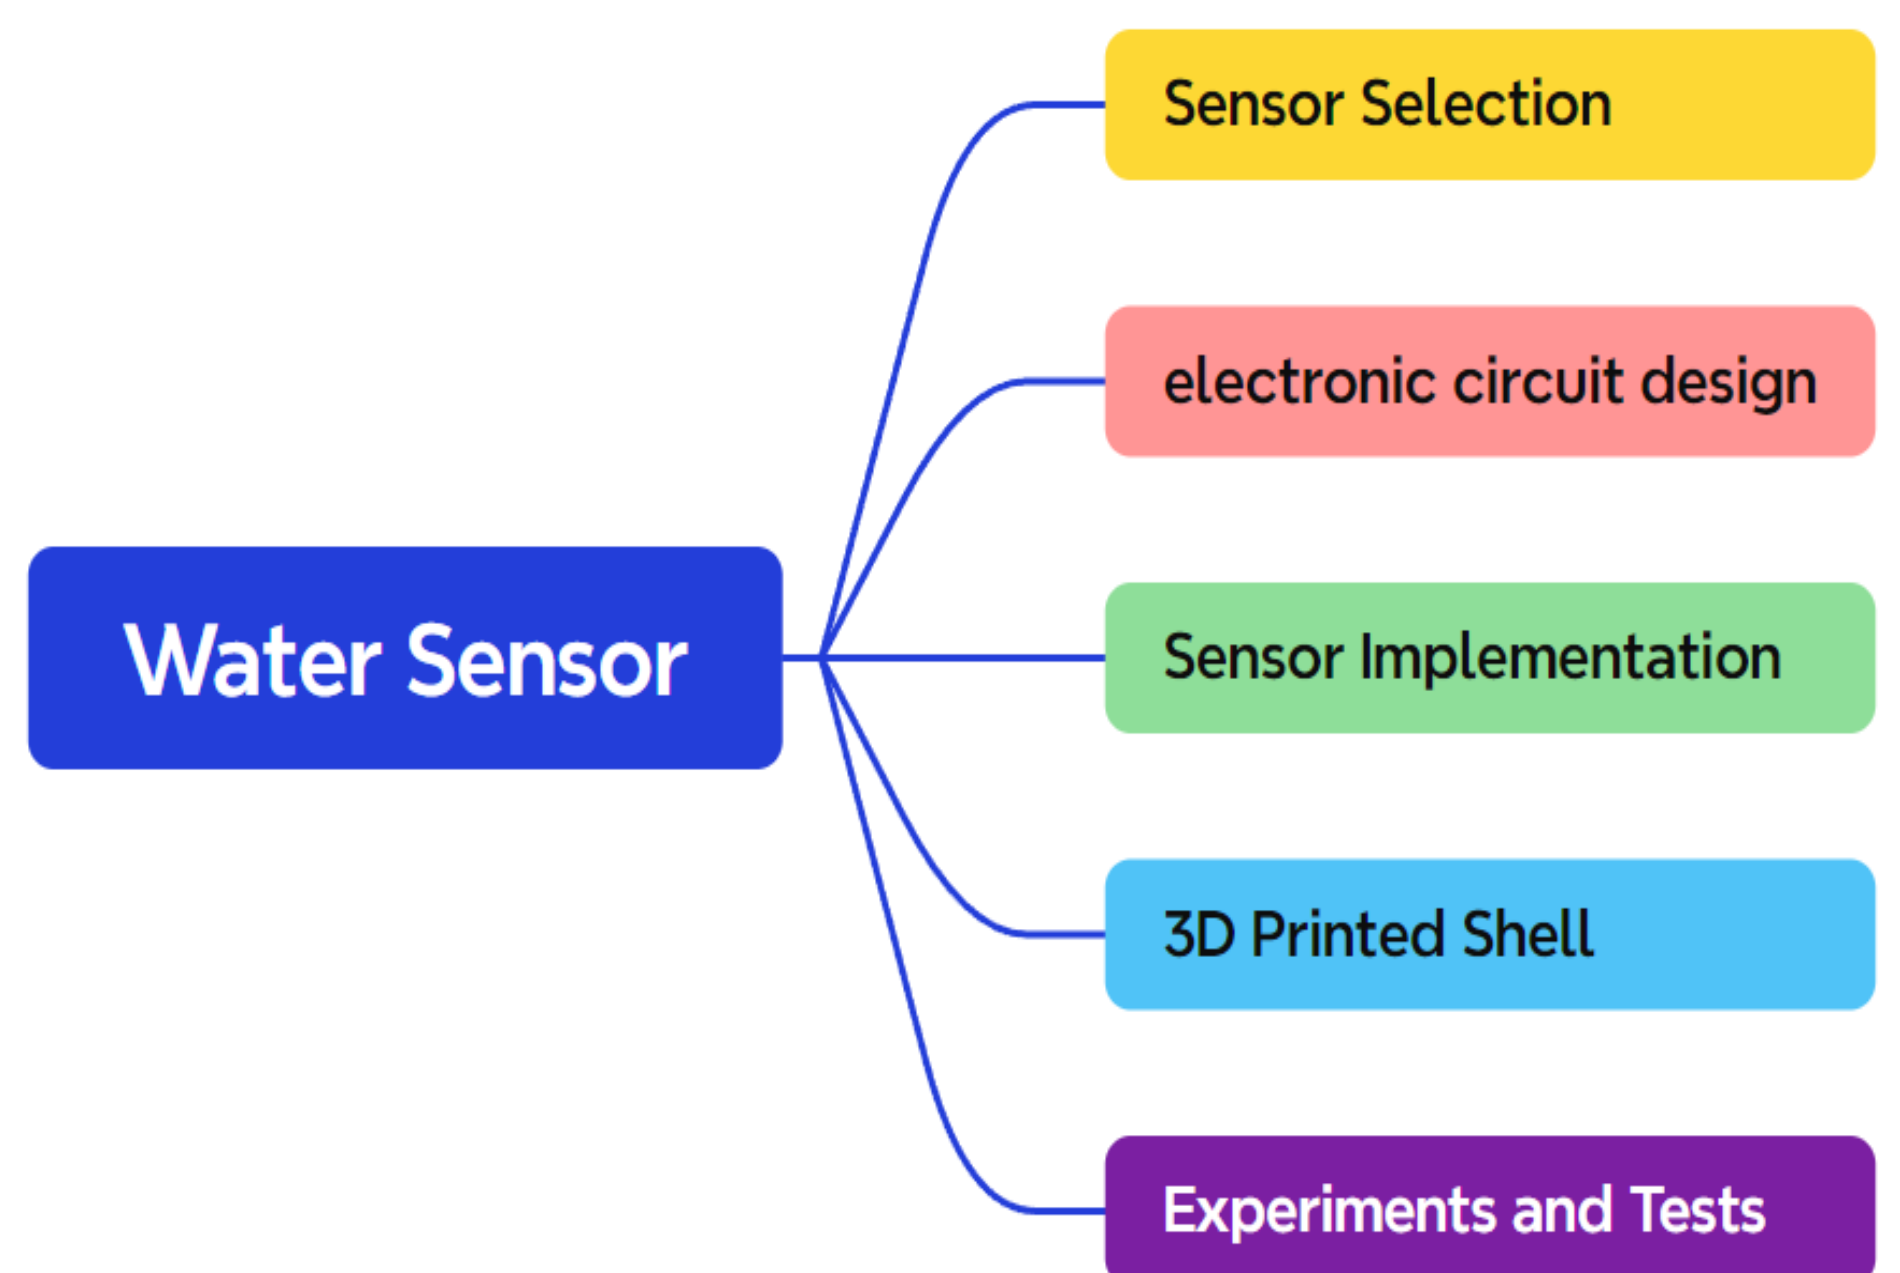 Sensor Selection
electronic circuit design
Water Sensor
Sensor Implementation
3D Printed Shell
Experiments and Tests